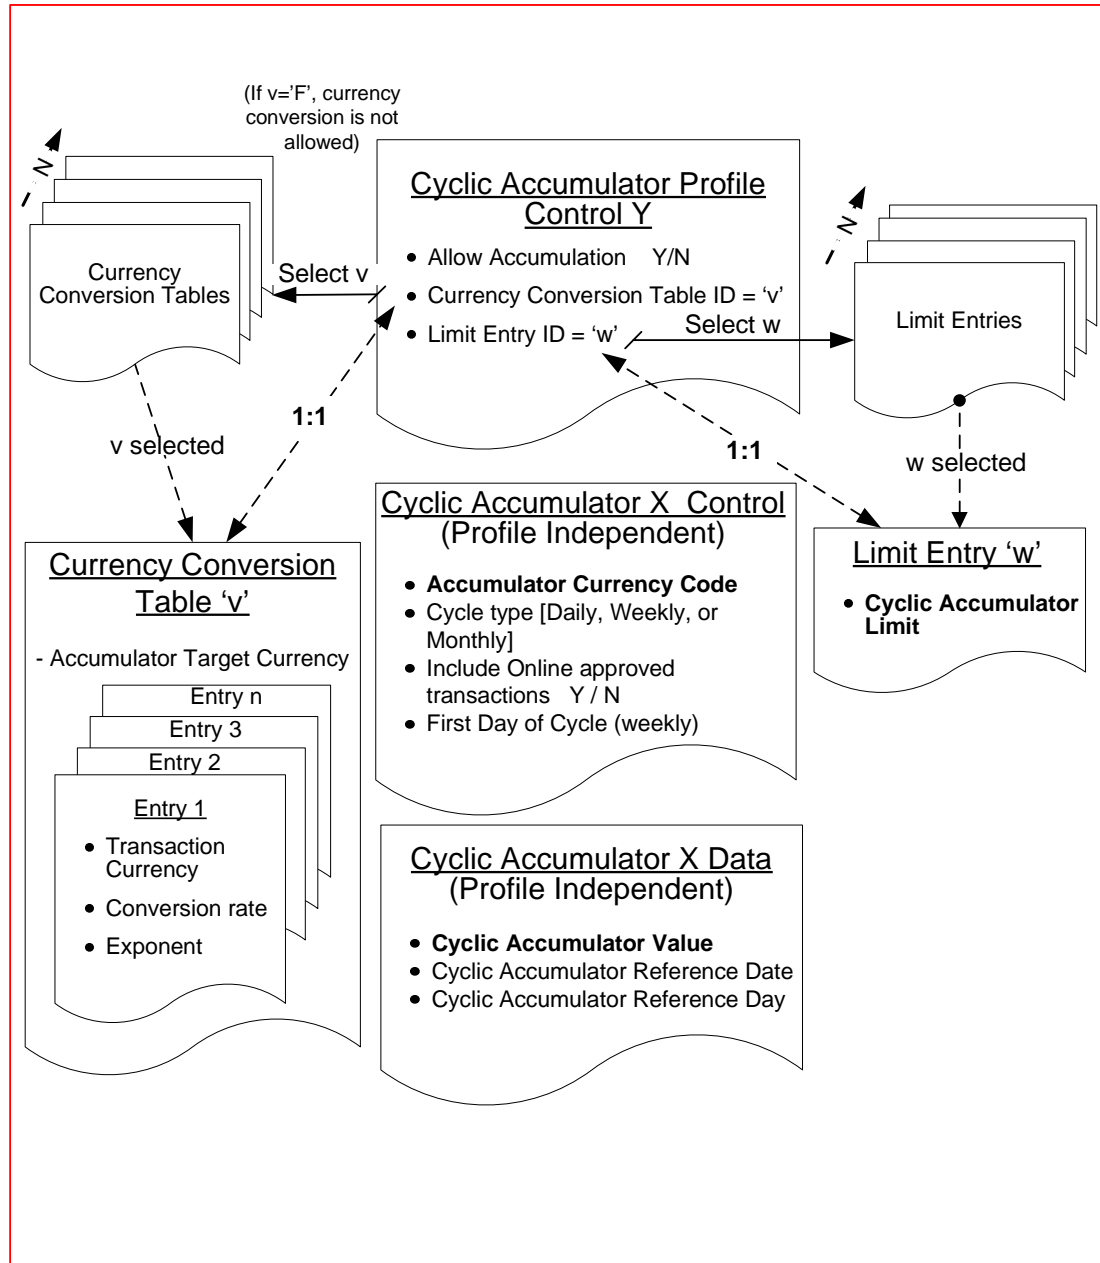 (If v='F', currency
conversion is not
allowed)
N
Currency
Conversion Tables
Select v
Cyclic Accumulator Profile
Control Y
• Allow Accumulation Y/N
• Currency Conversion Table ID = ‘v’
• Limit Entry ID = ‘w’
Select w
N
Limit Entries
1:1
v selected
1:1
w selected
Currency Conversion
Table ‘v’
- Accumulator Target Currency
Entry n
Entry 3
Entry 2
Entry 1
• Transaction
Currency
• Conversion rate
• Exponent
Cyclic Accumulator X Control
(Profile Independent)
• Accumulator Currency Code
• Cycle type [Daily, Weekly, or
Monthly]
• Include Online approved
transactions Y / N
• First Day of Cycle (weekly)
Limit Entry ‘w’
• Cyclic Accumulator
Limit
Cyclic Accumulator X Data
(Profile Independent)
• Cyclic Accumulator Value
• Cyclic Accumulator Reference Date
• Cyclic Accumulator Reference Day